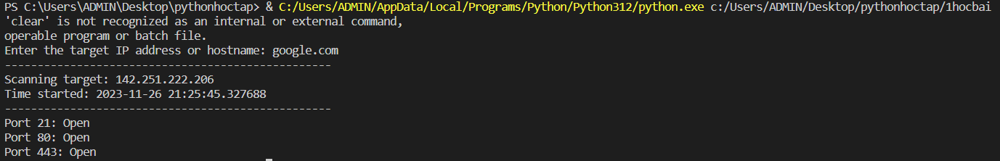 PS C:\Users\ADMIN\Desktop\pythonhoctap> & C:/Users/ADMIN/AppData/Local/Programs/Python/Python312/python.exe c:/Users/ADMIN/Desktop/pythonhoctap/1hocbai
'clear' is not recognized as an internal or external command,
operable program or batch file.
Enter the target IP address or hostname: google.com
--------------------------------------------------
Scanning target: 142.251.222.206
Time started: 2023-11-26 21:25:45.327688
--------------------------------------------------
Port 21: Open
Port 80: Open
Port 443: Open